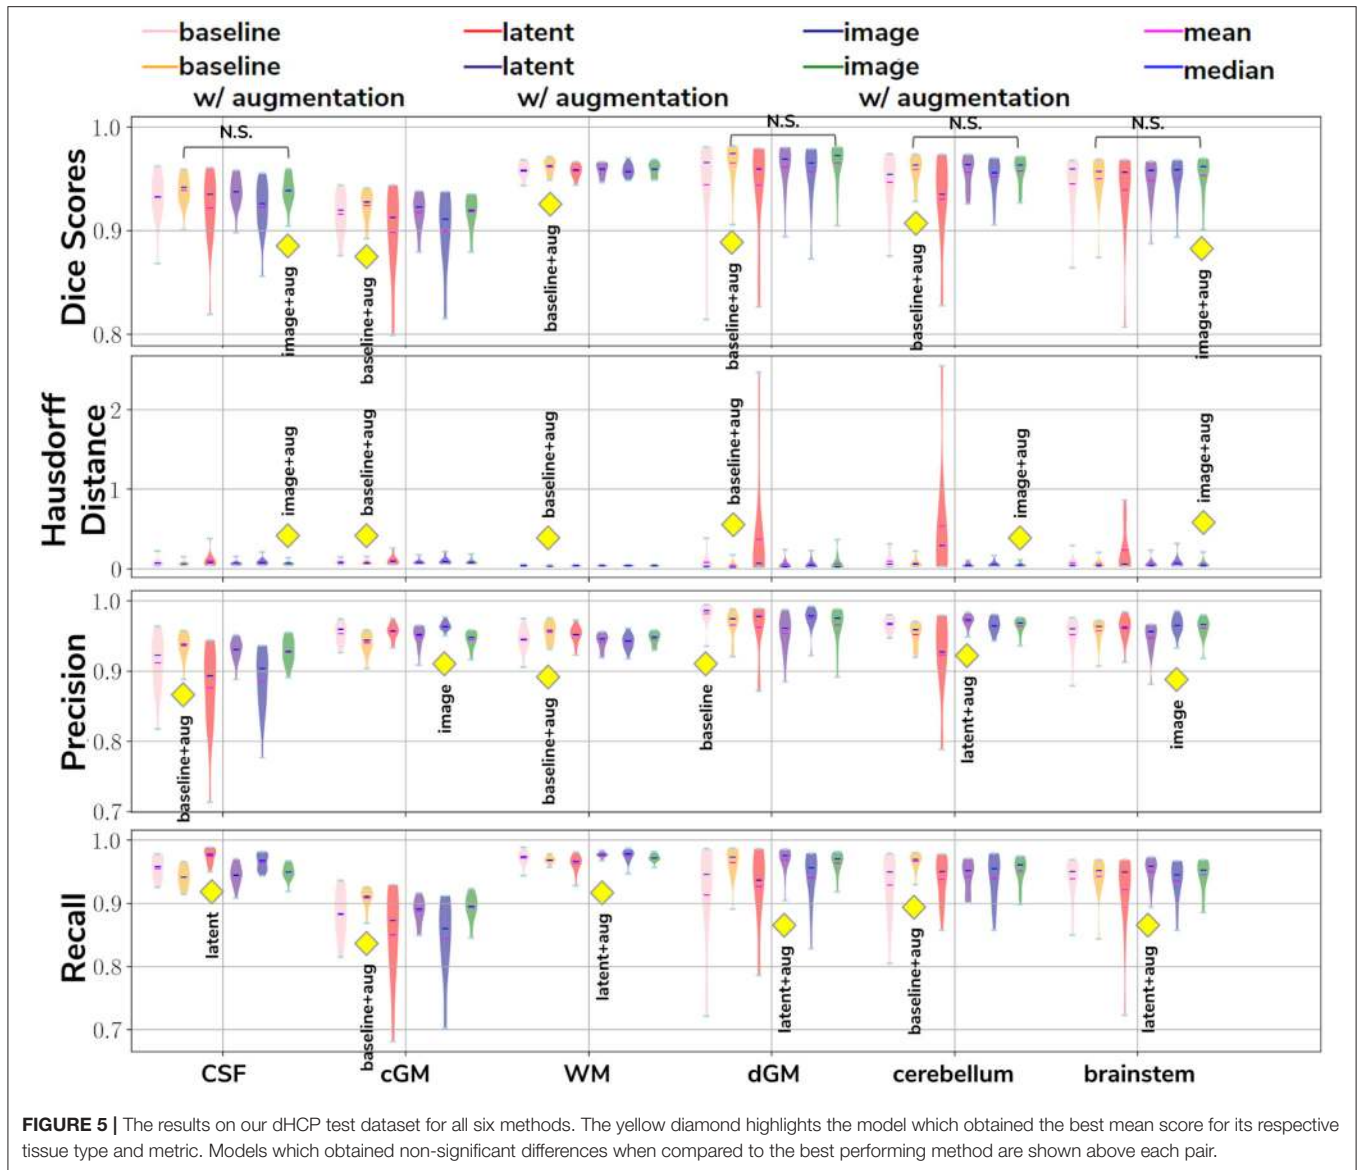 baseline latent image mean
baseline latent image median
w/ augmentation w/ augmentation w/ augmentation
N.S. N.S. N.S. N.S.
Dice Scores
1.0
0.9
0.8
image+aug
baseline+aug
baseline+aug
baseline+aug
baseline+aug
image+aug
Hausdorff
Distance
2
1
0
image+aug
baseline+aug
baseline+aug
baseline+aug
image+aug
image+aug
Precision
1.0
0.9
0.8
0.7
baseline+aug
image
baseline+aug
baseline
latent+aug
image
Recall
1.0
0.9
0.8
0.7
latent
baseline+aug
latent+aug
latent+aug
baseline+aug
latent+aug
CSF cGM WM dGM cerebellum brainstem
FIGURE 5 | The results on our dHCP test dataset for all six methods. The yellow diamond highlights the model which obtained the best mean score for its respective
tissue type and metric. Models which obtained non-significant differences when compared to the best performing method are shown above each pair.